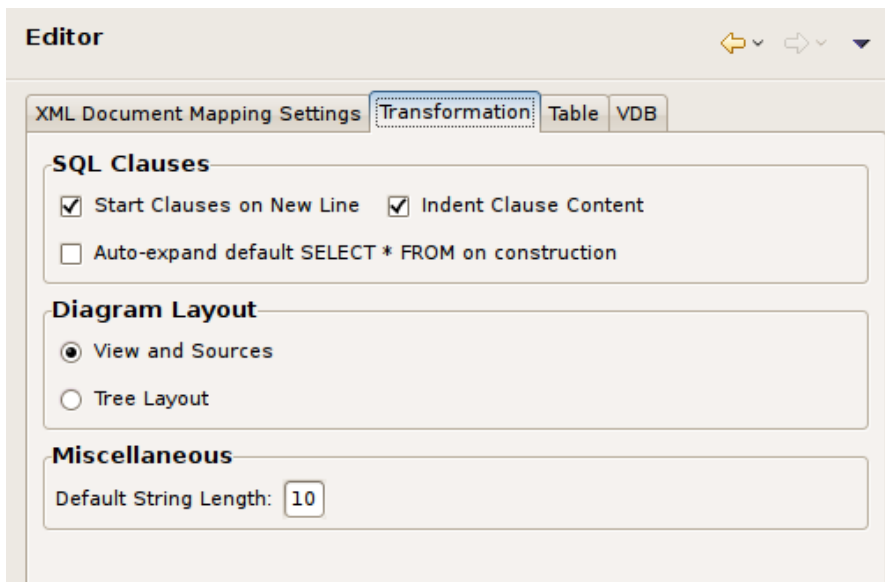 Editor
XML Document Mapping Settings Transformation Table VDB
SQL Clauses
Start Clauses on New Line Indent Clause Content
Auto-expand default SELECT * FROM on construction
Diagram Layout
View and Sources
Tree Layout
Miscellaneous
Default String Length: 10